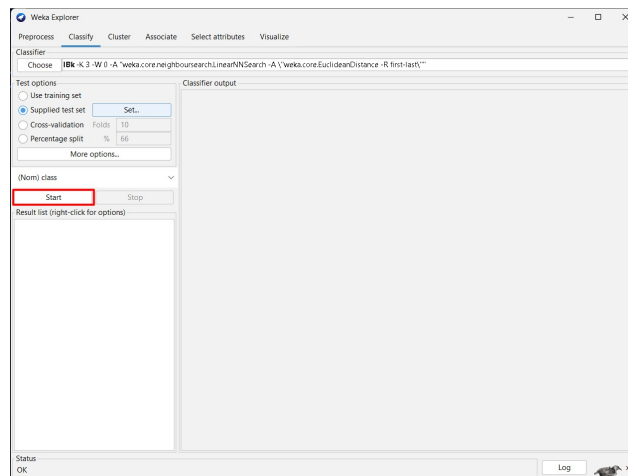 Weka Explorer
Preprocess Classify Cluster Associate Select attributes Visualize
Classifier
Choose IBk -K 3 -W 0 -A "weka.core.neighboursearch.LinearNNSearch -A \"weka.core.EuclideanDistance -R first-last\""
Test options
Use training set
Supplied test set Set...
Cross-validation Folds 10
Percentage split % 66
More options...
(Nom) class
Start Stop
Result list (right-click for options)
Classifier output
Status
OK
Log
x